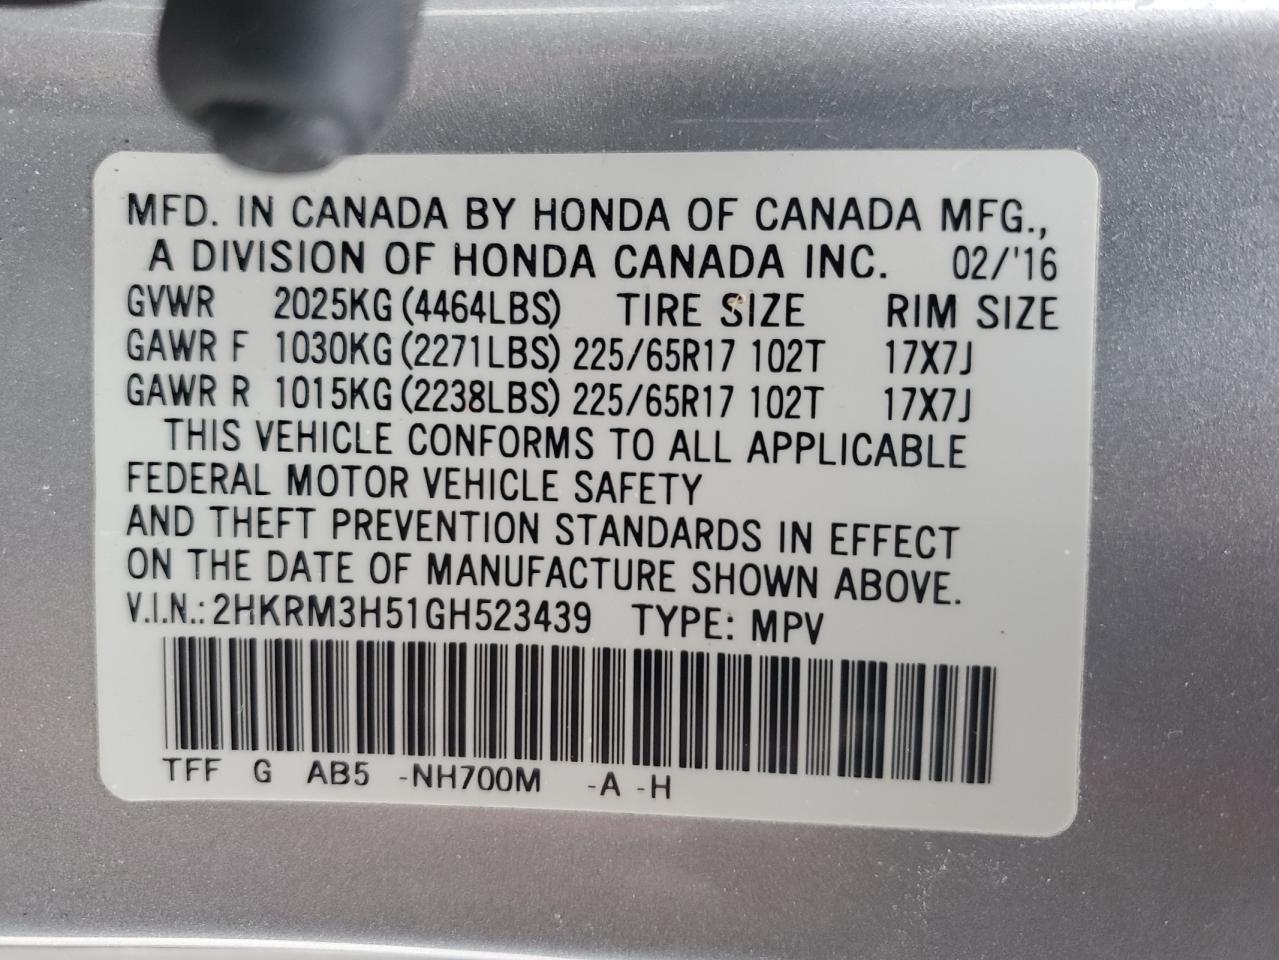 MFD. IN CANADA BY HONDA OF CANADA MFG.,
A DIVISION OF HONDA CANADA INC. 02/'16
GVWR 2025KG (4464LBS) TIRE SIZE RIM SIZE
GAWR F 1030KG (2271LBS) 225/65R17 102T 17X7J
GAWR R 1015KG (2238LBS) 225/65R17 102T 17X7J
THIS VEHICLE CONFORMS TO ALL APPLICABLE
FEDERAL MOTOR VEHICLE SAFETY
AND THEFT PREVENTION STANDARDS IN EFFECT
ON THE DATE OF MANUFACTURE SHOWN ABOVE.
V.I.N.: 2HKRM3H51GH523439 TYPE: MPV
TFF G AB5 -NH700M -A -H